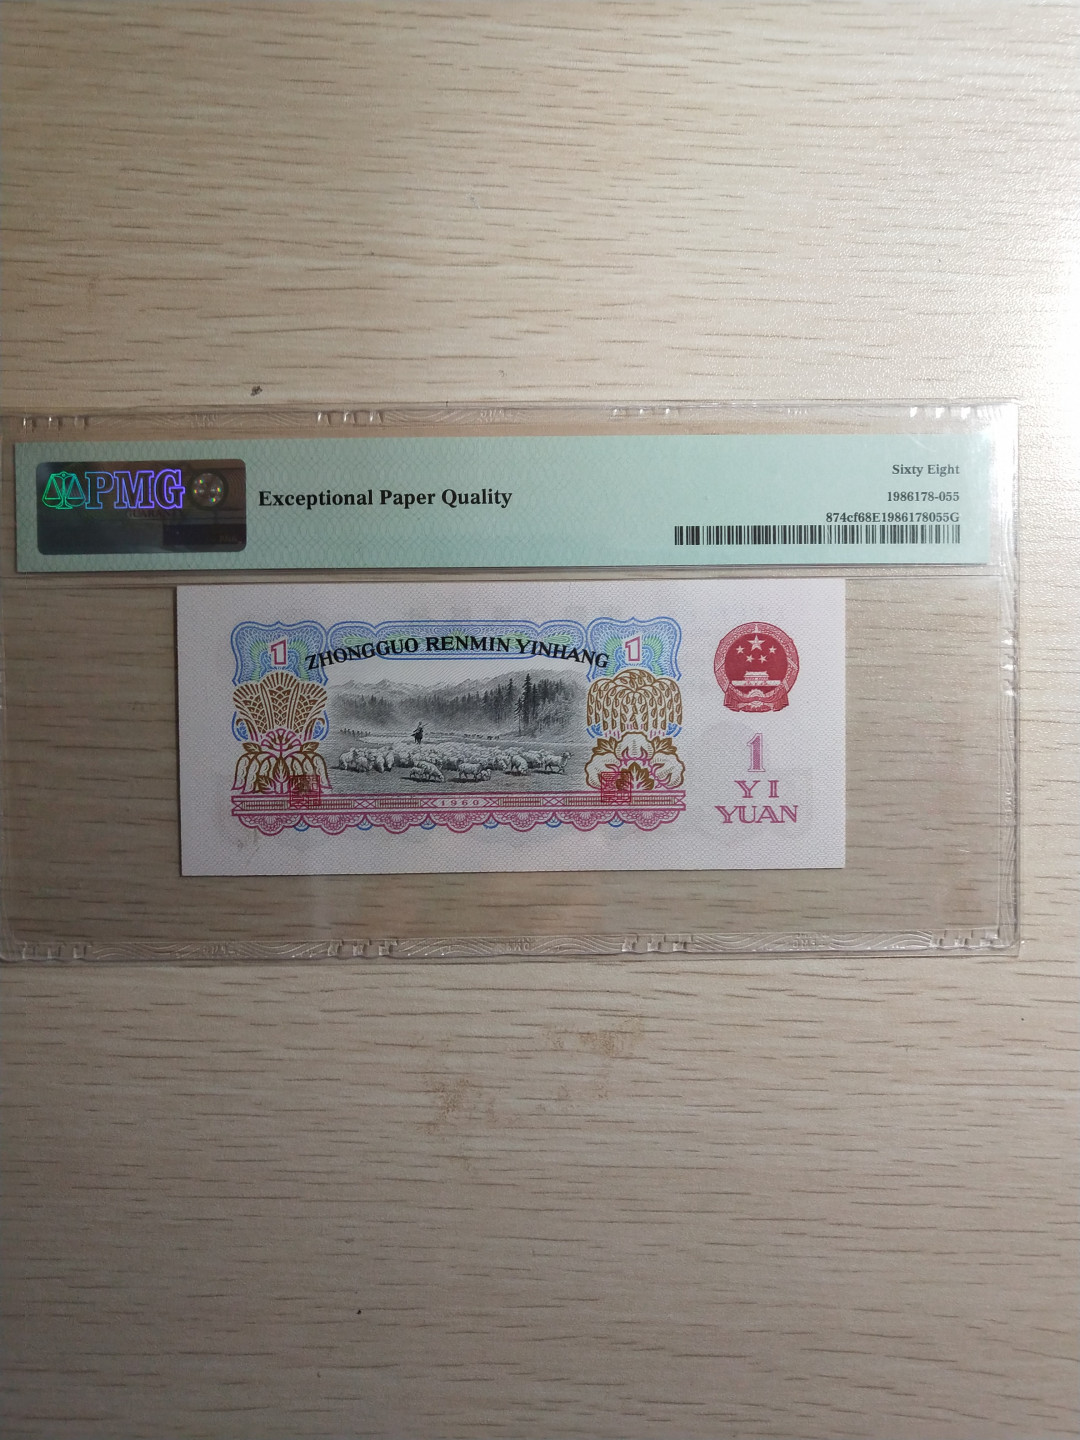 PMG
Exceptional Paper Quality
Sixty Eight
1986178-055
874cf68E1986178055G
1
ZHONGGUO RENMIN YINHANG
1
1960
1
YI
YUAN